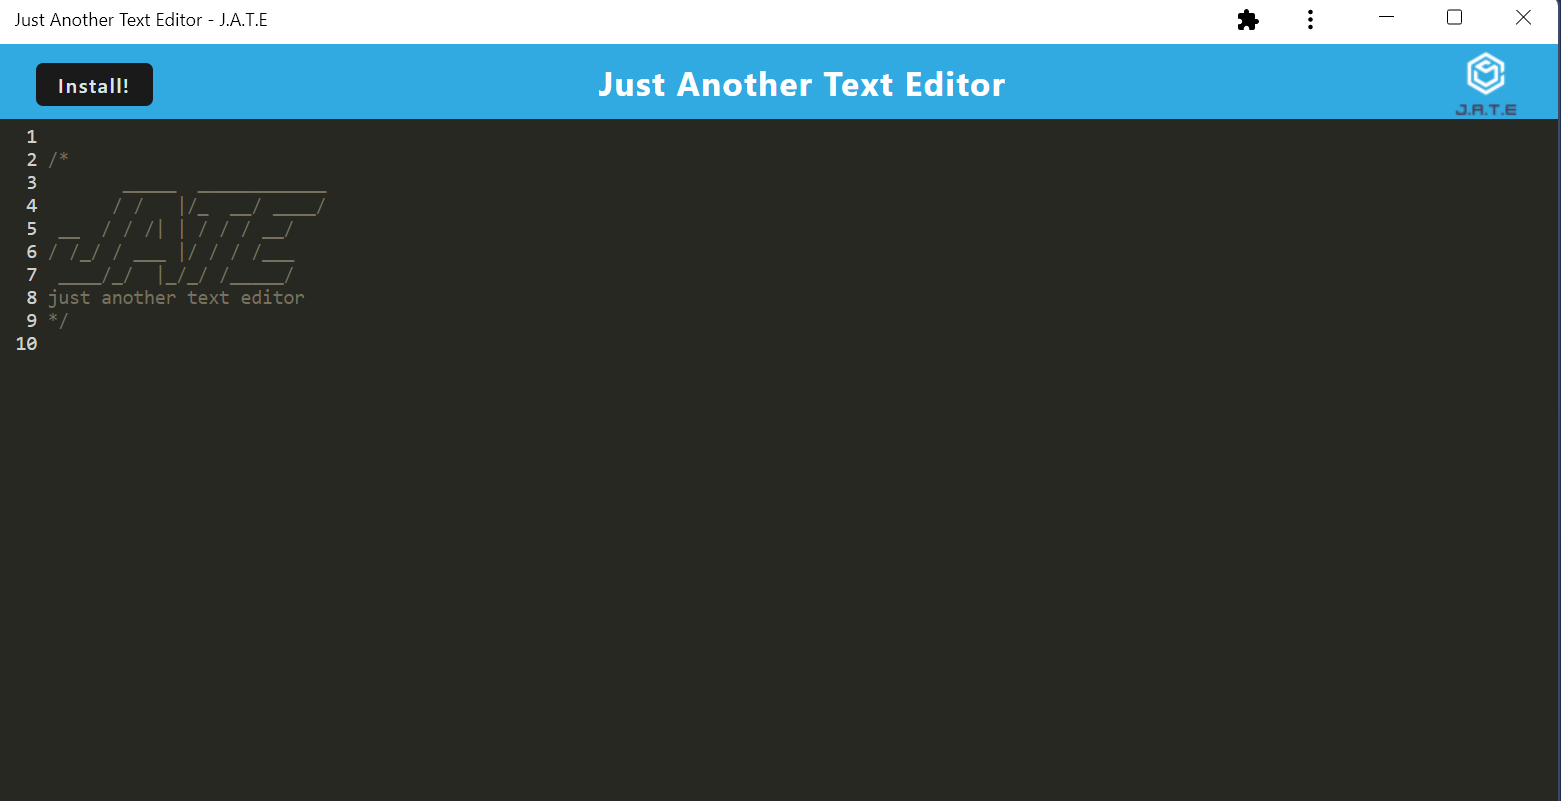 Just Another Text Editor - J.A.T.E
Install!
Just Another Text Editor
J.A.T.E
1
2 /*
3        _____  ____________
4       / /   |/_  __/ ____/
5  __  / / /| | / / / __/
6 / /_/ / ___ |/ / / /___
7  ____/_/  |_/_/ /_____/
8 just another text editor
9 */
10